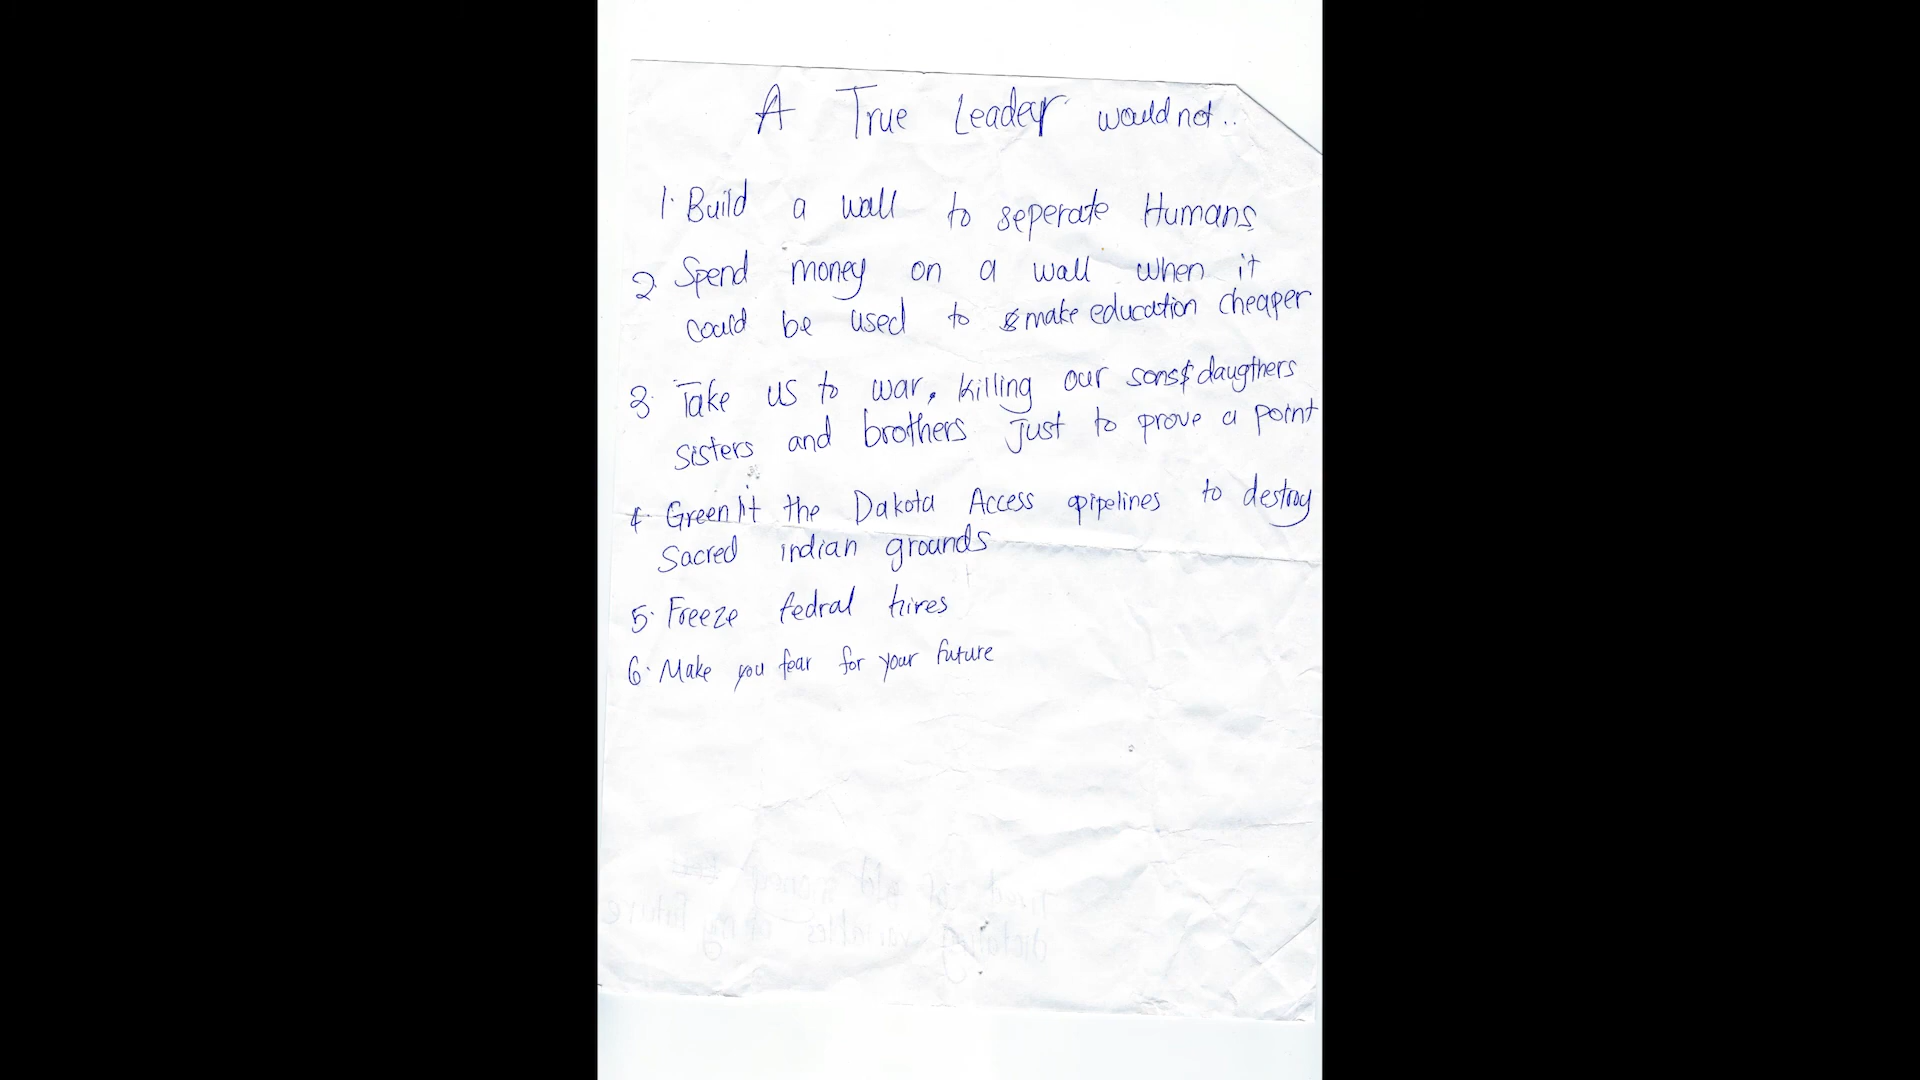 A True Leader would not..
1. Build a wall to seperate Humans
2. Spend money on a wall when it
could be used to make education cheaper
3. Take us to war, killing our sons & daugthers
sisters and brothers just to prove a point
4. Green lit the Dakota Access pipelines to destroy
Sacred indian grounds
5. Freeze fedral hires
6. Make you fear for your future